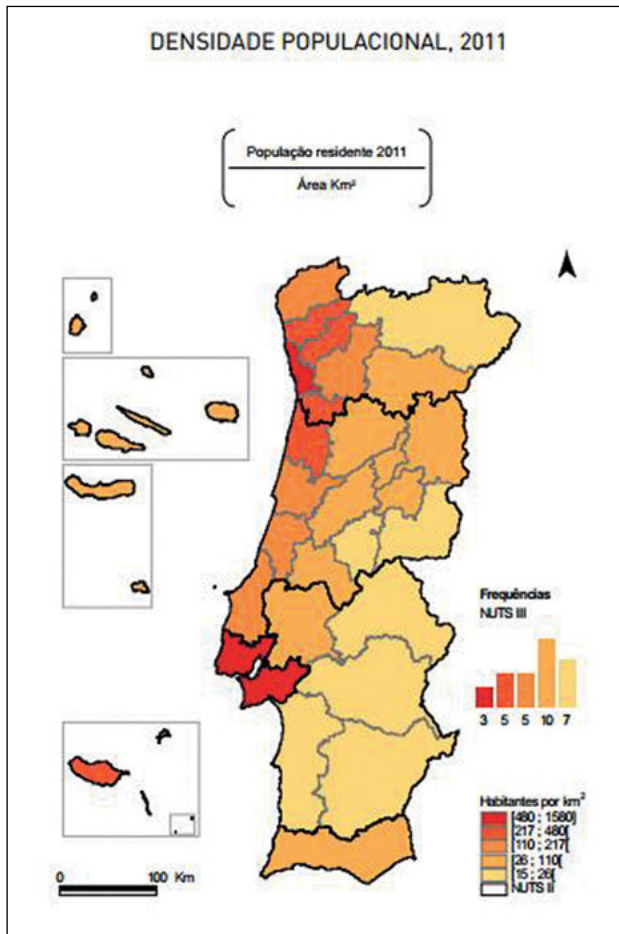 DENSIDADE POPULACIONAL, 2011
População residente 2011
Área Km²
Frequências
NUTS III
3 5 5 10 7
Habitantes por km²
[480 ; 1580]
[217 ; 480[
[110 ; 217[
[26 ; 110[
[15 ; 26[
NUTS II
0 100 Km